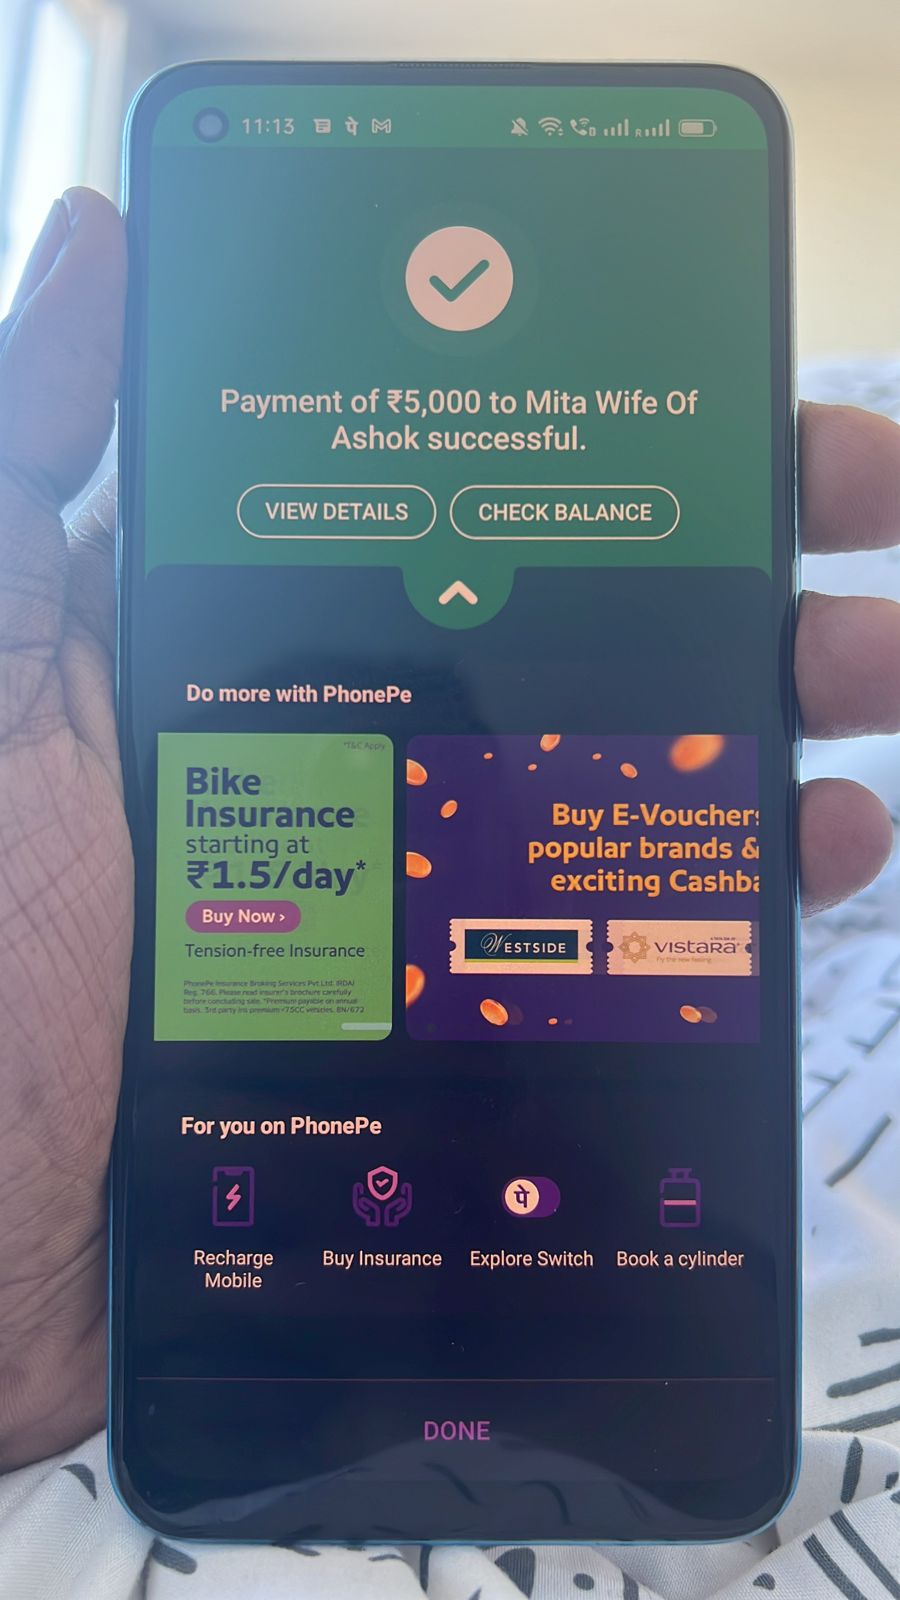 11:13 पे
Payment of ₹5,000 to Mita Wife Of
Ashok successful.
VIEW DETAILS CHECK BALANCE
Do more with PhonePe
*T&C Apply
Bike
Insurance
starting at
₹1.5/day*
Buy Now ›
Tension-free Insurance
PhonePe Insurance Broking Services Pvt Ltd. IRDAI
Reg. 766. Please read insurer's brochure carefully
before concluding sale. *Premium payable on annual
basis. 3rd party ins premium <75CC vehicles. BN/672
Buy E-Vouchers
popular brands &
exciting Cashba
WESTSIDE
VISTARA
Fly the new feeling
For you on PhonePe
पे
Recharge
Mobile
Buy Insurance
Explore Switch
Book a cylinder
DONE